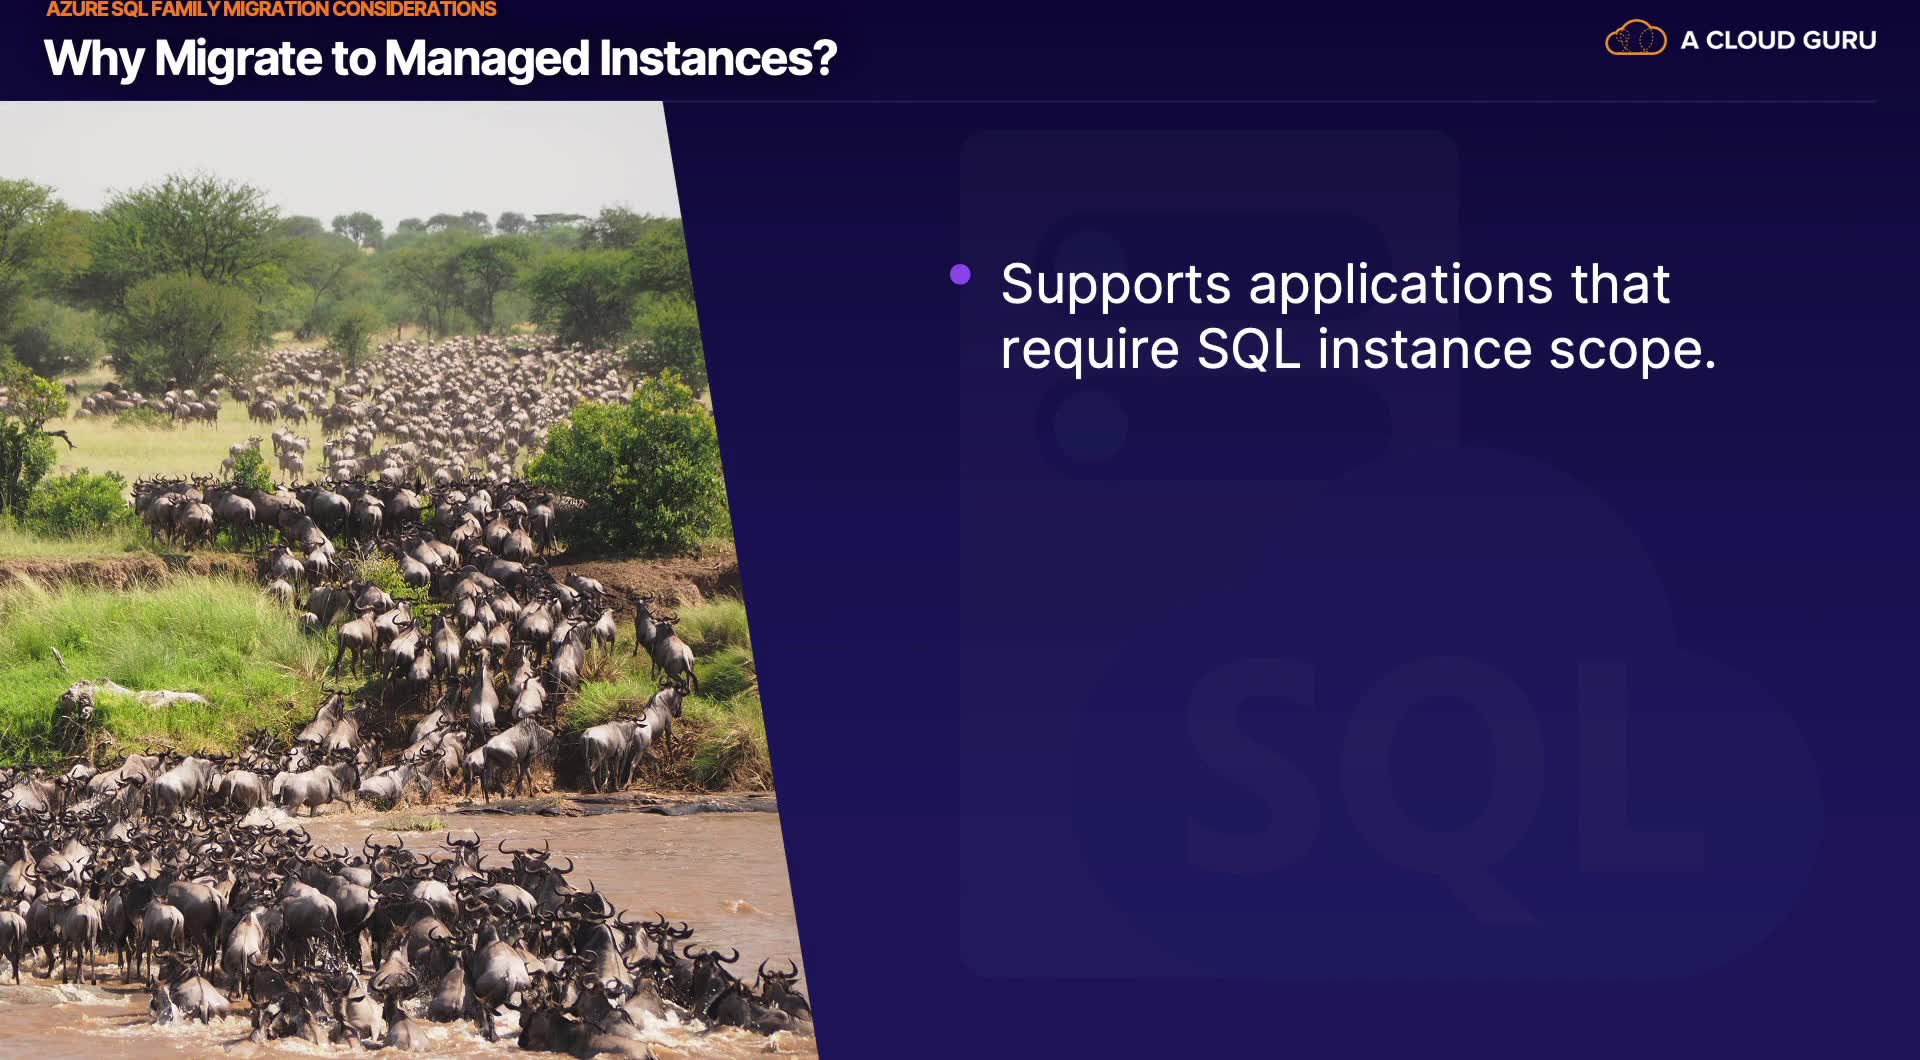 AZURE SQL FAMILY MIGRATION CONSIDERATIONS
Why Migrate to Managed Instances?
A CLOUD GURU
Supports applications that
require SQL instance scope.
SQL